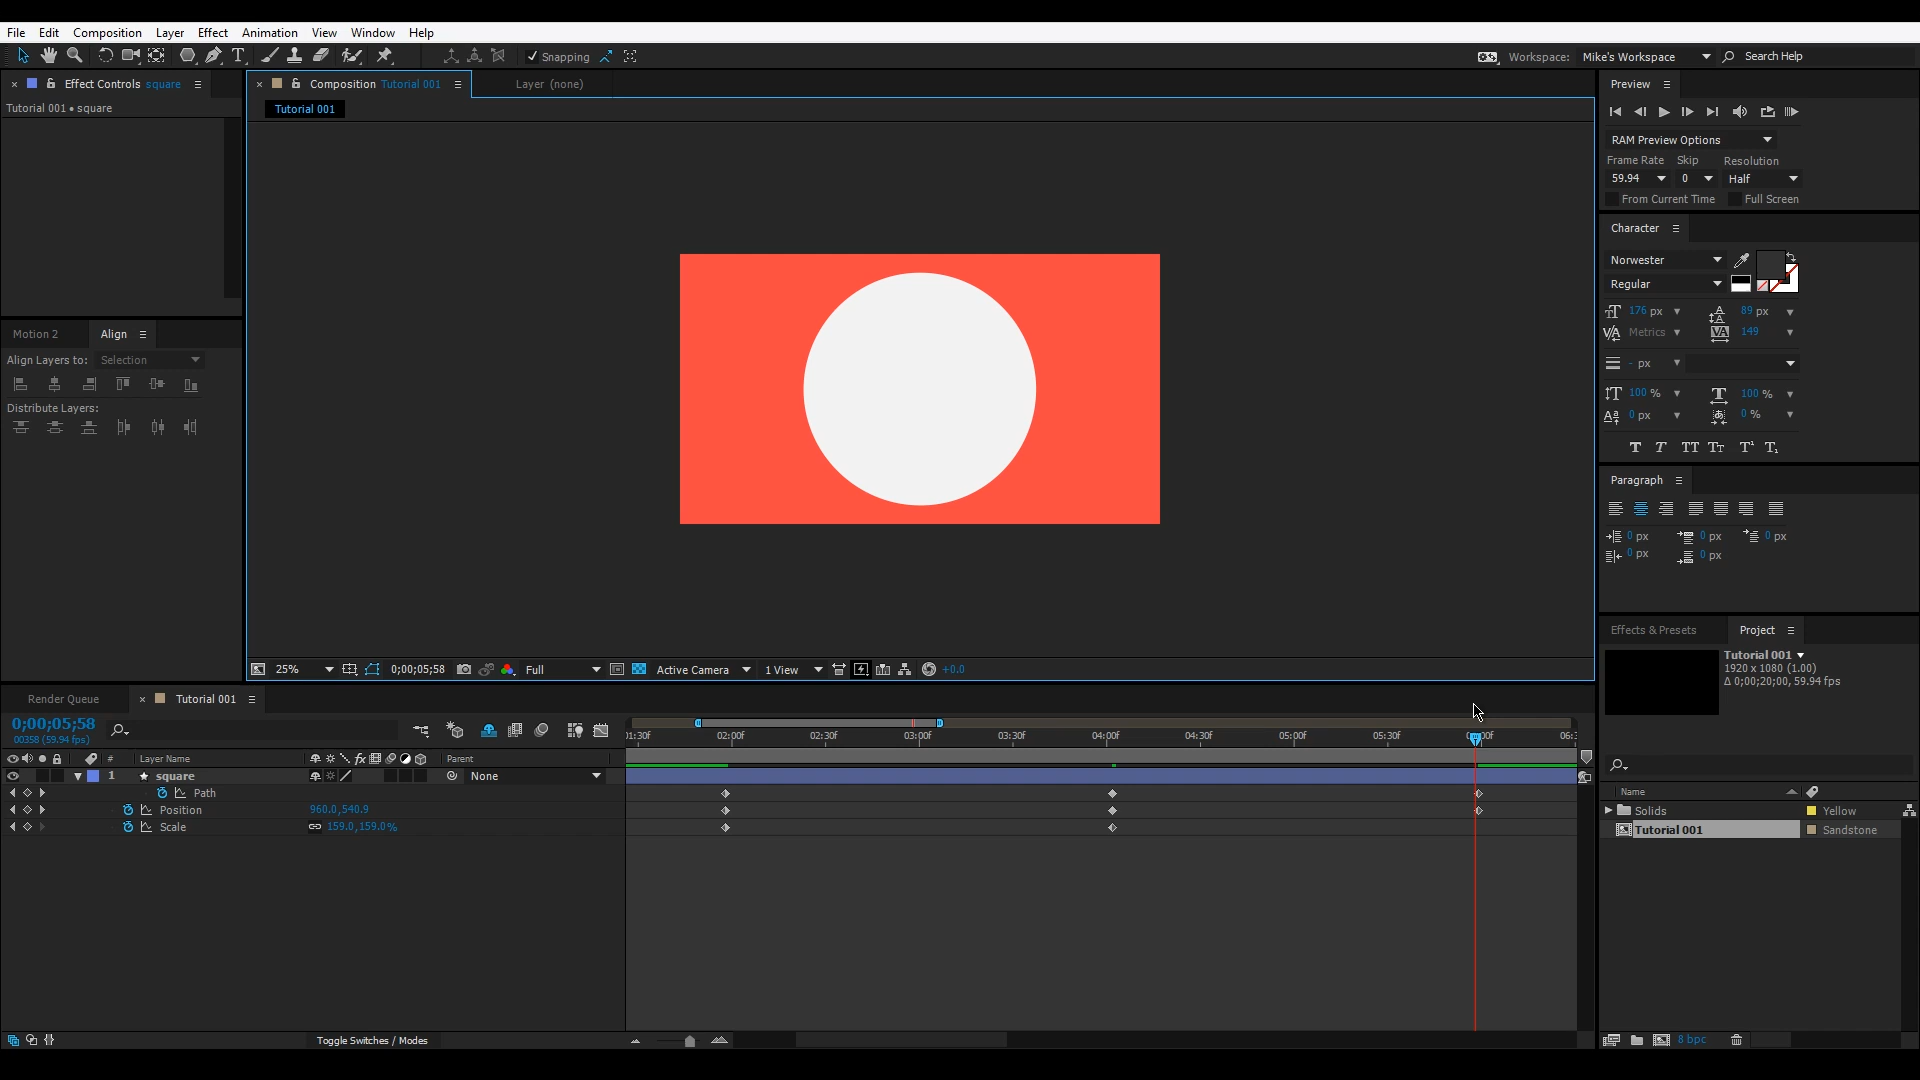 File Edit Composition Layer Effect Animation View Window Help
Snapping
Workspace: Mike's Workspace
Search Help
Effect Controls square
Tutorial 001 • square
Composition Tutorial 001
Layer (none)
Tutorial 001
Motion 2
Align
Align Layers to: Selection
Distribute Layers:
25% 0;00;05;58 Full Active Camera 1 View +0.0
Preview
RAM Preview Options
Frame Rate Skip Resolution
59.94 0 Half
From Current Time Full Screen
Character
Norwester
Regular
176 px 89 px
Metrics 149
- px
100 % 100 %
0 px 0 %
Paragraph
0 px 0 px 0 px
0 px 0 px
Effects & Presets
Project
Tutorial 001
1920 x 1080 (1.00)
Δ 0;00;20;00, 59.94 fps
Name
Solids Yellow
Tutorial 001 Sandstone
8 bpc
Render Queue
Tutorial 001
0;00;05;58
00358 (59.94 fps)
# Layer Name Parent
1 square None
Path
Position 960.0,540.9
Scale 159.0,159.0%
02:00f 02:30f 03:00f 03:30f 04:00f 04:30f 05:00f 05:30f
Toggle Switches / Modes